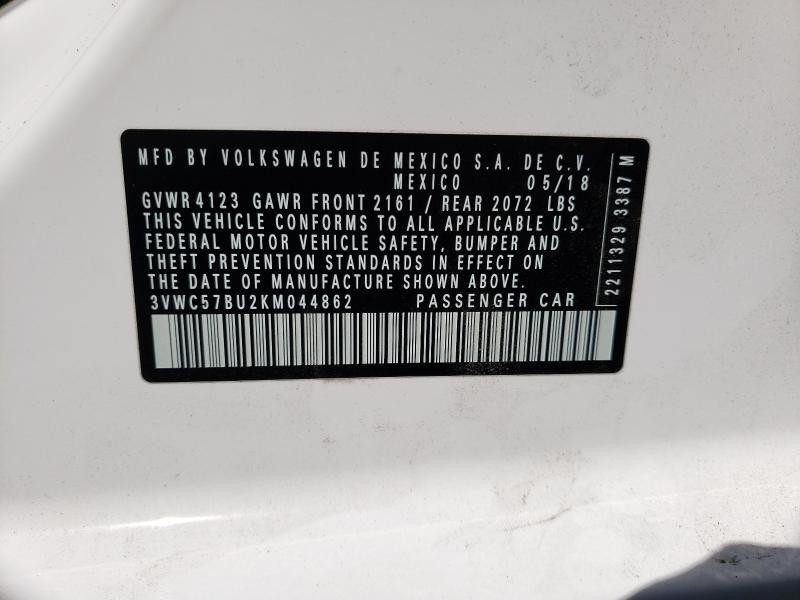 MFD BY VOLKSWAGEN DE MEXICO S.A. DE C.V.
MEXICO 05/18
GVWR 4123 GAWR FRONT 2161 / REAR 2072 LBS
THIS VEHICLE CONFORMS TO ALL APPLICABLE U.S.
FEDERAL MOTOR VEHICLE SAFETY, BUMPER AND
THEFT PREVENTION STANDARDS IN EFFECT ON
THE DATE OF MANUFACTURE SHOWN ABOVE.
3VWC57BU2KM044862 PASSENGER CAR
2211329 3387 M